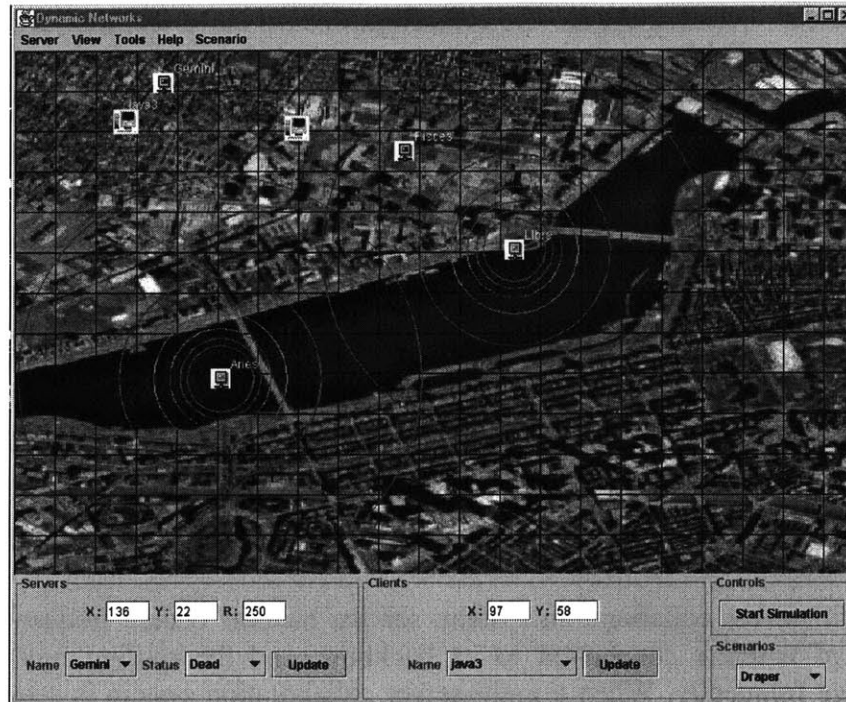 Dynamic Networks
Server View Tools Help Scenario
Gemini
java3
Pisces
Libra
Aries
Servers
X: 136 Y: 22 R: 250
Name Gemini Status Dead Update
Clients
X: 97 Y: 58
Name java3 Update
Controls
Start Simulation
Scenarios
Draper